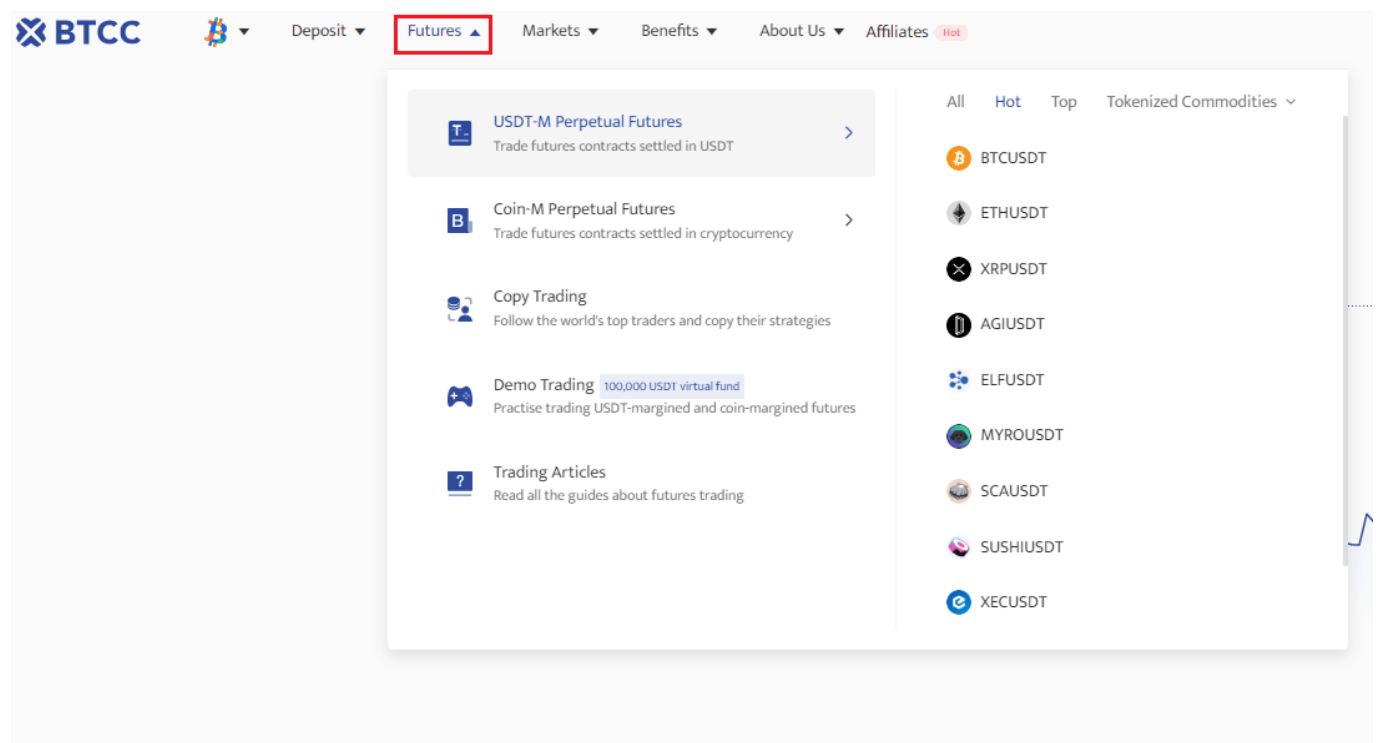 BTCC
Deposit
Futures
Markets
Benefits
About Us
Affiliates
Hot
USDT-M Perpetual Futures
Trade futures contracts settled in USDT
Coin-M Perpetual Futures
Trade futures contracts settled in cryptocurrency
Copy Trading
Follow the world's top traders and copy their strategies
Demo Trading 100,000 USDT virtual fund
Practise trading USDT-margined and coin-margined futures
Trading Articles
Read all the guides about futures trading
All Hot Top Tokenized Commodities
BTCUSDT
ETHUSDT
XRPUSDT
AGIUSDT
ELFUSDT
MYROUSDT
SCAUSDT
SUSHIUSDT
XECUSDT